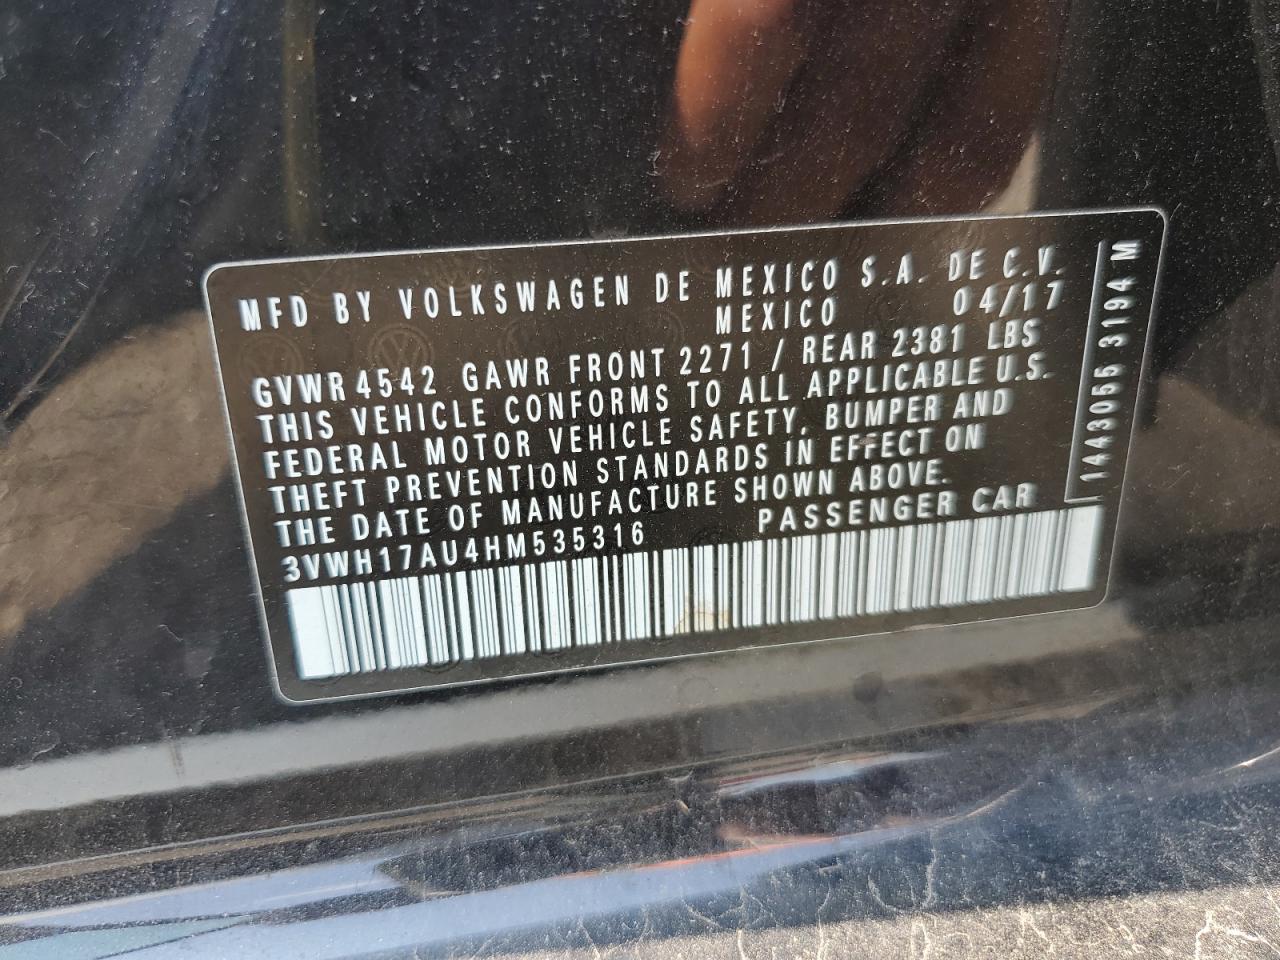 MFD BY VOLKSWAGEN DE MEXICO S.A. DE C.V.
MEXICO 04/17
GVWR 4542 GAWR FRONT 2271 / REAR 2381 LBS
THIS VEHICLE CONFORMS TO ALL APPLICABLE U.S.
FEDERAL MOTOR VEHICLE SAFETY, BUMPER AND
THEFT PREVENTION STANDARDS IN EFFECT ON
THE DATE OF MANUFACTURE SHOWN ABOVE.
3VWH17AU4HM535316 PASSENGER CAR
1AA3055 3194 M